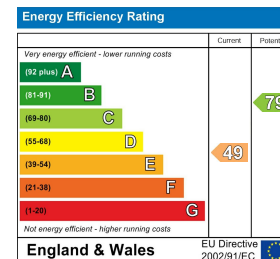 Energy Efficiency Rating
Current
Very energy efficient - lower running costs
(92 plus) A
(81-91) B
79
(69-80) C
(55-68) D
49
(39-54) E
(21-38) F
(1-20) G
Not energy efficient - higher running costs
England & Wales
EU Directive
2002/91/EC